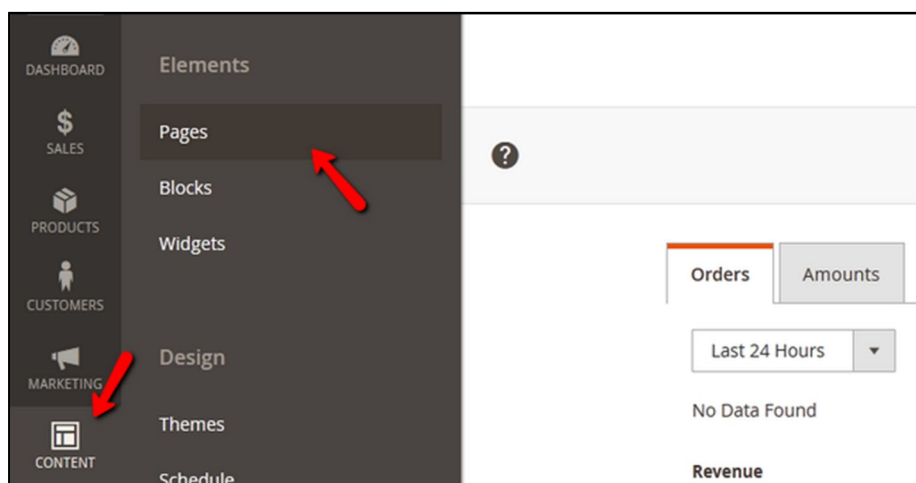 DASHBOARD
$
SALES
PRODUCTS
CUSTOMERS
MARKETING
CONTENT
Elements
Pages
Blocks
Widgets
Design
Themes
Schedule
?
Orders
Amounts
Last 24 Hours
No Data Found
Revenue